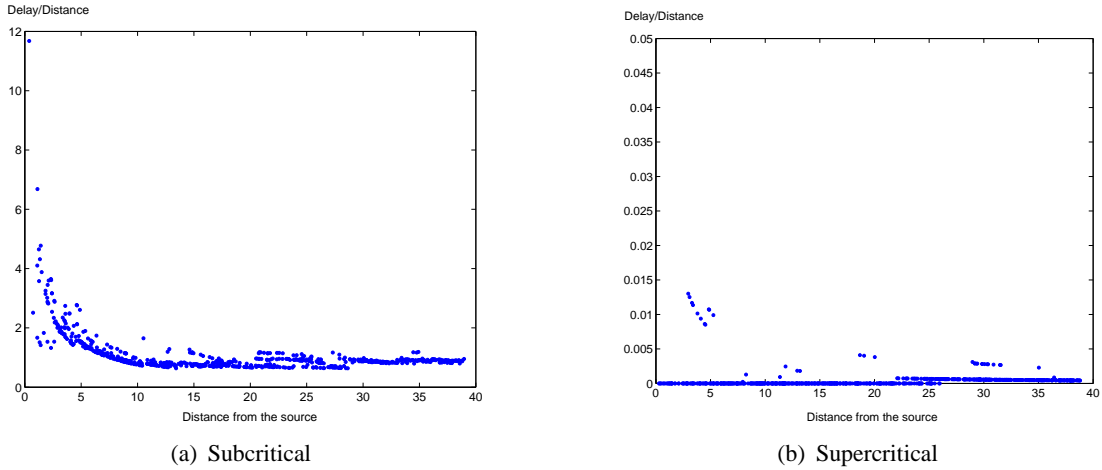 Delay/Distance
12
10
8
6
4
2
0
0 5 10 15 20 25 30 35 40
Distance from the source
(a) Subcritical
Delay/Distance
0.05
0.045
0.04
0.035
0.03
0.025
0.02
0.015
0.01
0.005
0
0 5 10 15 20 25 30 35 40
Distance from the source
(b) Supercritical